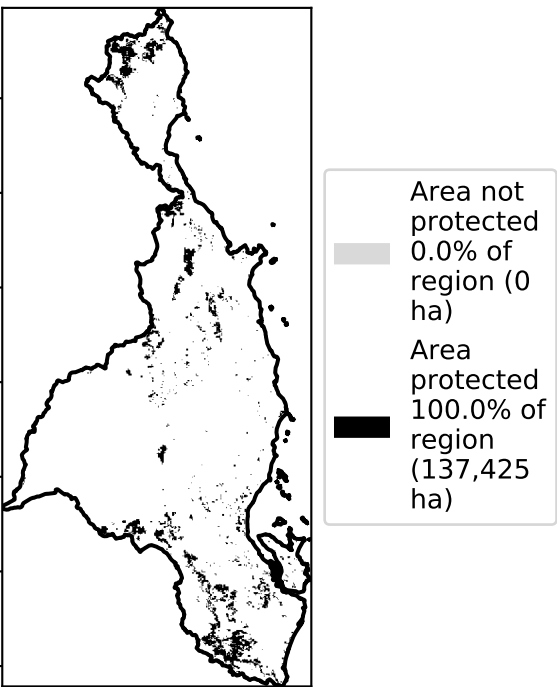 Area not
protected
0.0% of
region (0
ha)
Area
protected
100.0% of
region
(137,425
ha)